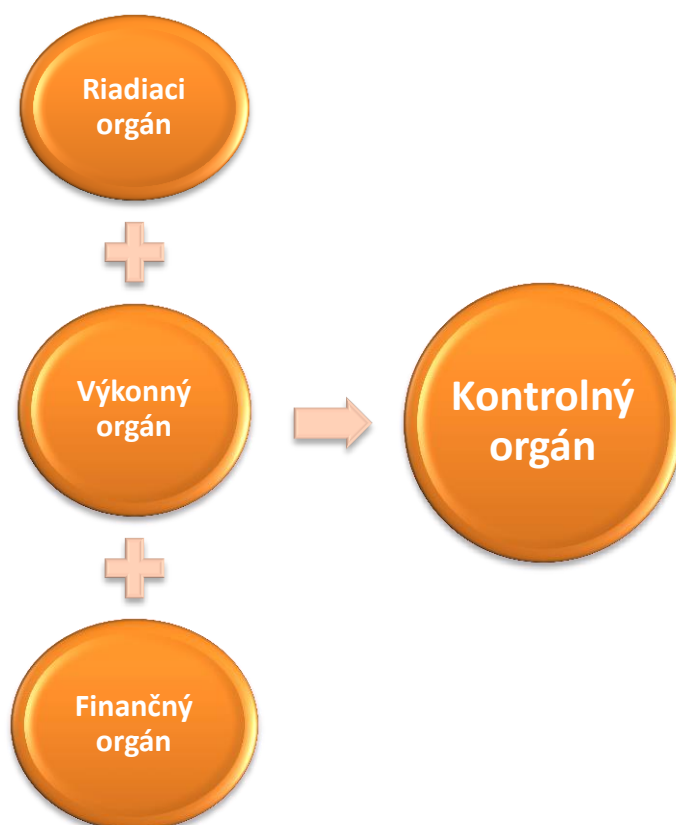 Riadiaci
orgán
Výkonný
orgán
Kontrolný
orgán
Finančný
orgán